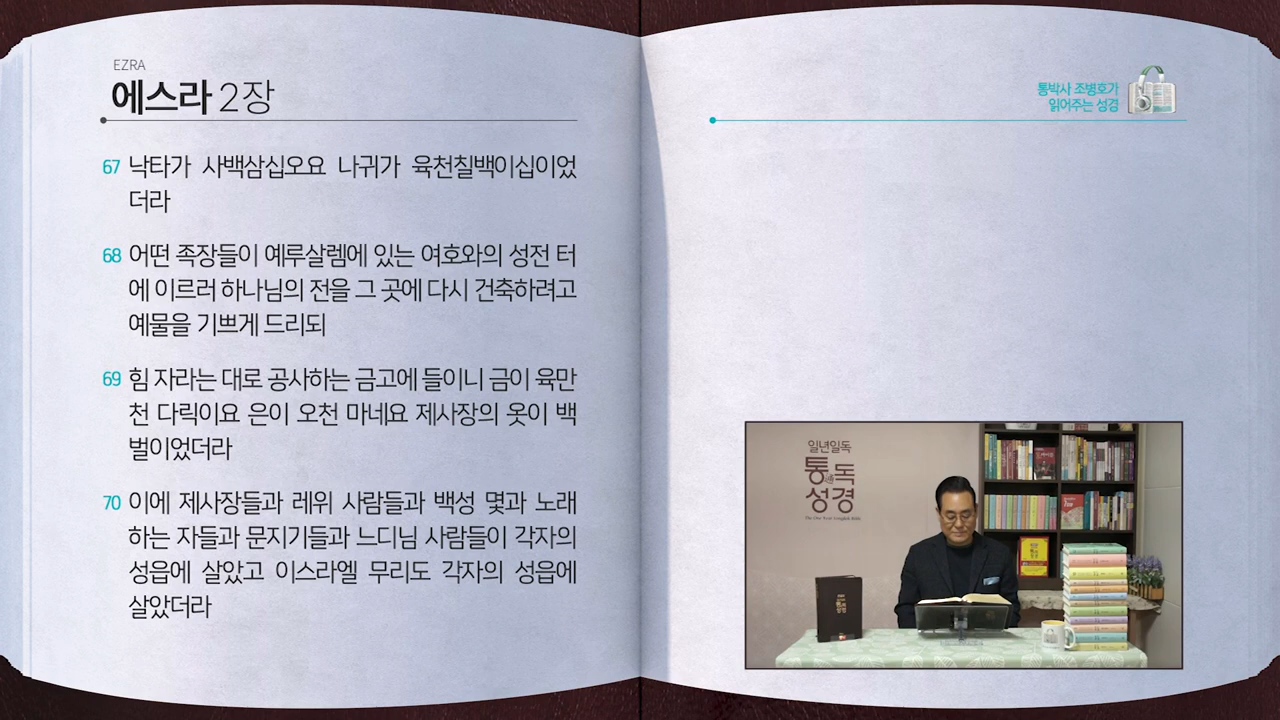 EZRA
에스라 2장
67 낙타가 사백삼십오요 나귀가 육천칠백이십이었
더라
68 어떤 족장들이 예루살렘에 있는 여호와의 성전 터
에 이르러 하나님의 전을 그 곳에 다시 건축하려고
예물을 기쁘게 드리되
69 힘 자라는 대로 공사하는 금고에 들이니 금이 육만
천 다릭이요 은이 오천 마네요 제사장의 옷이 백
벌이었더라
70 이에 제사장들과 레위 사람들과 백성 몇과 노래
하는 자들과 문지기들과 느디님 사람들이 각자의
성읍에 살았고 이스라엘 무리도 각자의 성읍에
살았더라
통박사 조병호가
읽어주는 성경
일년일독
통독
성경